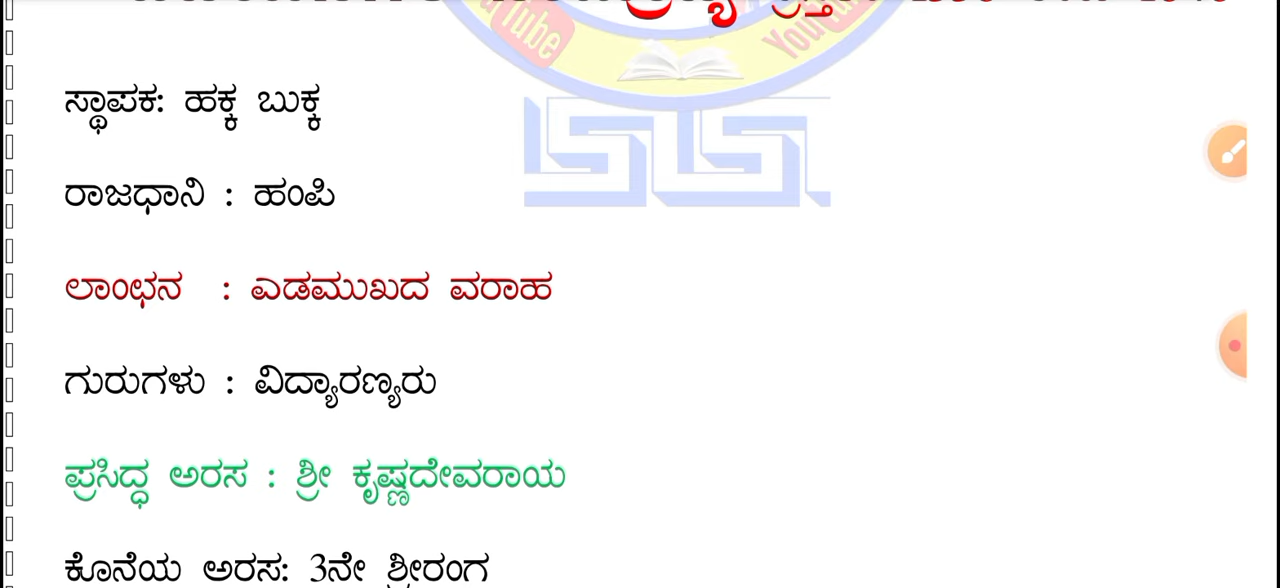 ಸ್ಥಾಪಕ: ಹಕ್ಕ ಬುಕ್ಕ
ರಾಜಧಾನಿ : ಹಂಪಿ
ಲಾಂಛನ : ಎಡಮುಖದ ವರಾಹ
ಗುರುಗಳು : ವಿದ್ಯಾರಣ್ಯರು
ಪ್ರಸಿದ್ಧ ಅರಸ : ಶ್ರೀ ಕೃಷ್ಣದೇವರಾಯ
ಕೊನೆಯ ಅರಸ: 3ನೇ ಶ್ರೀರಂಗ